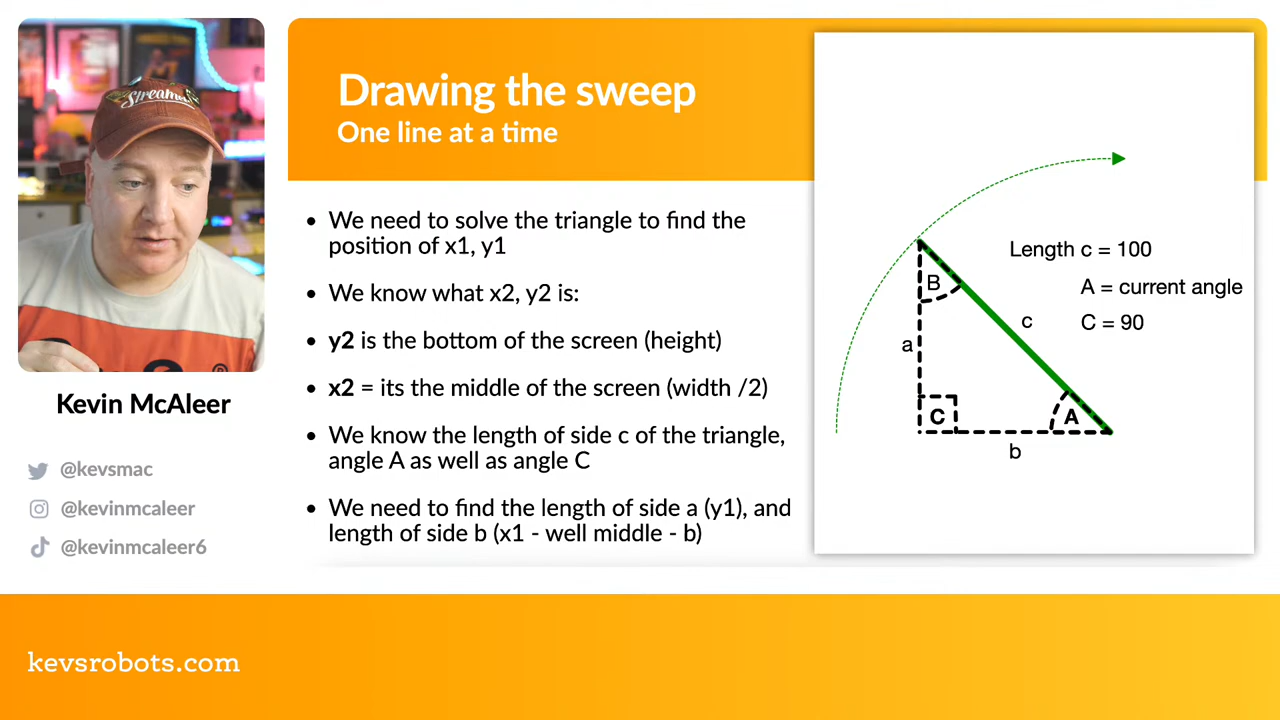 Stream
Kevin McAleer
@kevsmac
@kevinmcaleer
@kevinmcaleer6
Drawing the sweep
One line at a time
• We need to solve the triangle to find the
position of x1, y1
• We know what x2, y2 is:
• y2 is the bottom of the screen (height)
• x2 = its the middle of the screen (width /2)
• We know the length of side c of the triangle,
angle A as well as angle C
• We need to find the length of side a (y1), and
length of side b (x1 - well middle - b)
Length c = 100
A = current angle
C = 90
B
c
a
C
A
b
kevsrobots.com